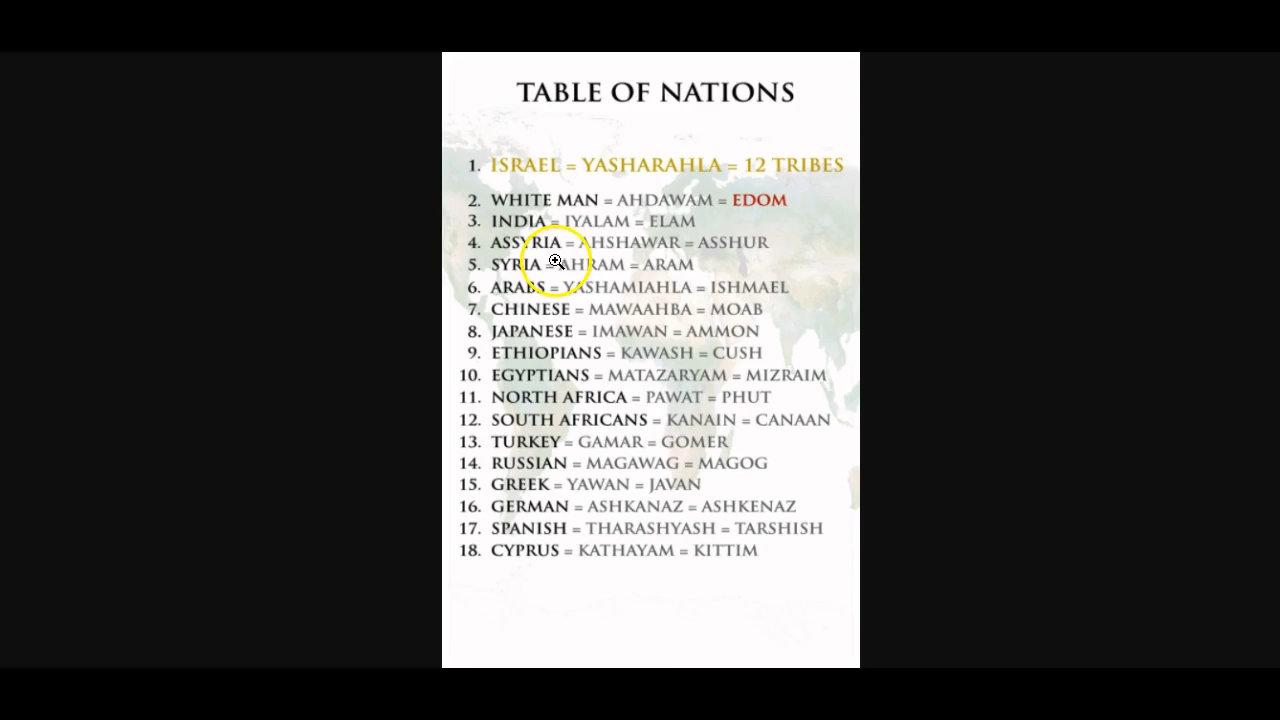 TABLE OF NATIONS
1. ISRAEL = YASHARAHLA = 12 TRIBES
2. WHITE MAN = AHDAWAM = EDOM
3. INDIA = IYALAM = ELAM
4. ASSYRIA = AHSHAWAR = ASSHUR
5. SYRIA = AHRAM = ARAM
6. ARABS = YASHAMIAHLA = ISHMAEL
7. CHINESE = MAWAAHBA = MOAB
8. JAPANESE = IMAWAN = AMMON
9. ETHIOPIANS = KAWASH = CUSH
10. EGYPTIANS = MATAZARYAM = MIZRAIM
11. NORTH AFRICA = PAWAT = PHUT
12. SOUTH AFRICANS = KANAIN = CANAAN
13. TURKEY = GAMAR = GOMER
14. RUSSIAN = MAGAWAG = MAGOG
15. GREEK = YAWAN = JAVAN
16. GERMAN = ASHKANAZ = ASHKENAZ
17. SPANISH = THARASHYASH = TARSHISH
18. CYPRUS = KATHAYAM = KITTIM